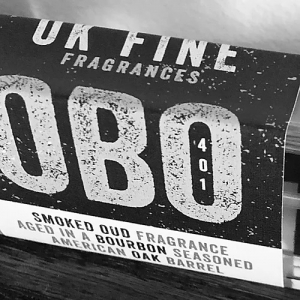 UK FINE
FRAGRANCES
OBO
401
SMOKED OUD FRAGRANCE
AGED IN A BOURBON SEASONED
AMERICAN OAK BARREL